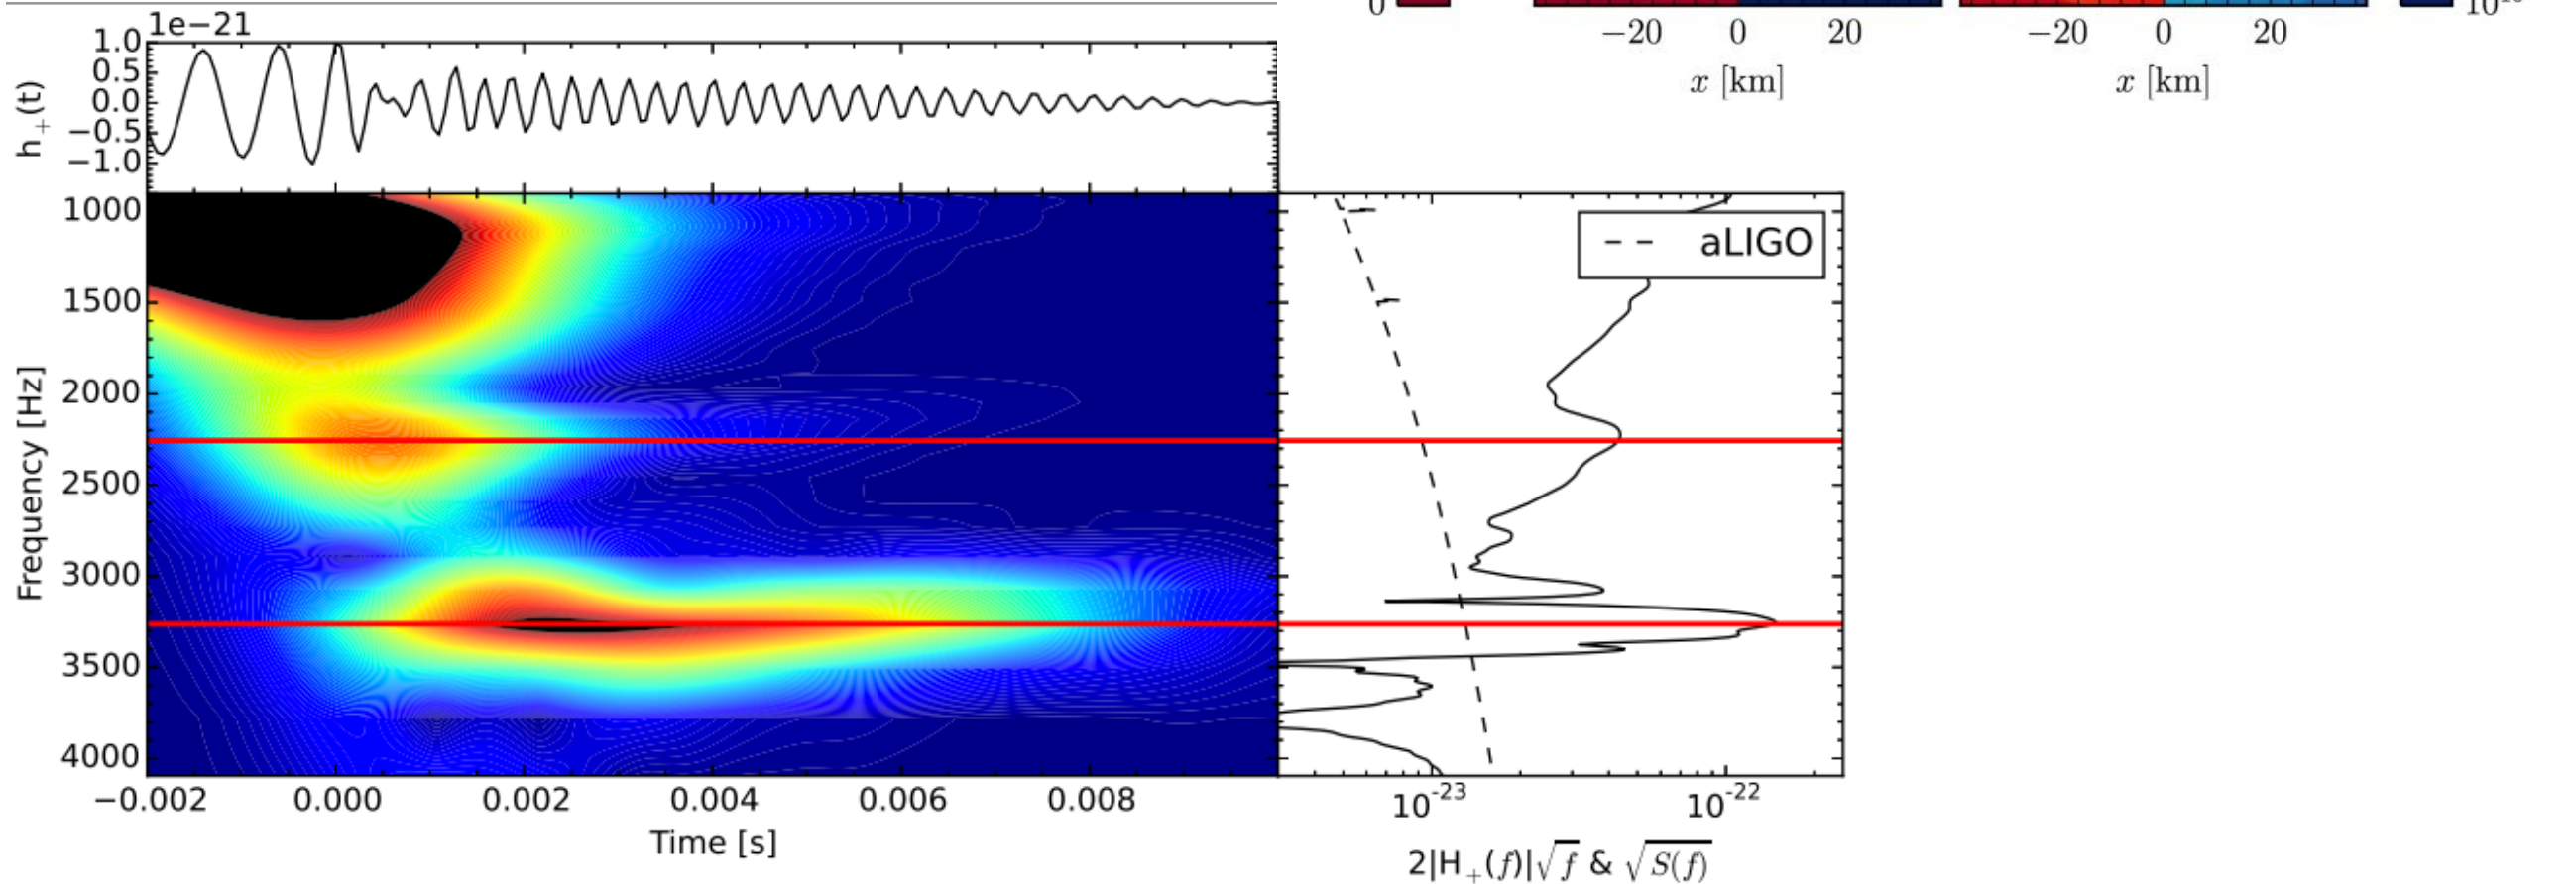 0
10
−20 0 20
−20 0 20
x [km]
x [km]
1e−21
1.0
0.5
0.0
−0.5
−1.0
h₊(t)
1000
1500
2000
2500
3000
3500
4000
Frequency [Hz]
−0.002 0.000 0.002 0.004 0.006 0.008
Time [s]
aLIGO
10⁻²³ 10⁻²²
2|H₊(f)|√f & √S(f)